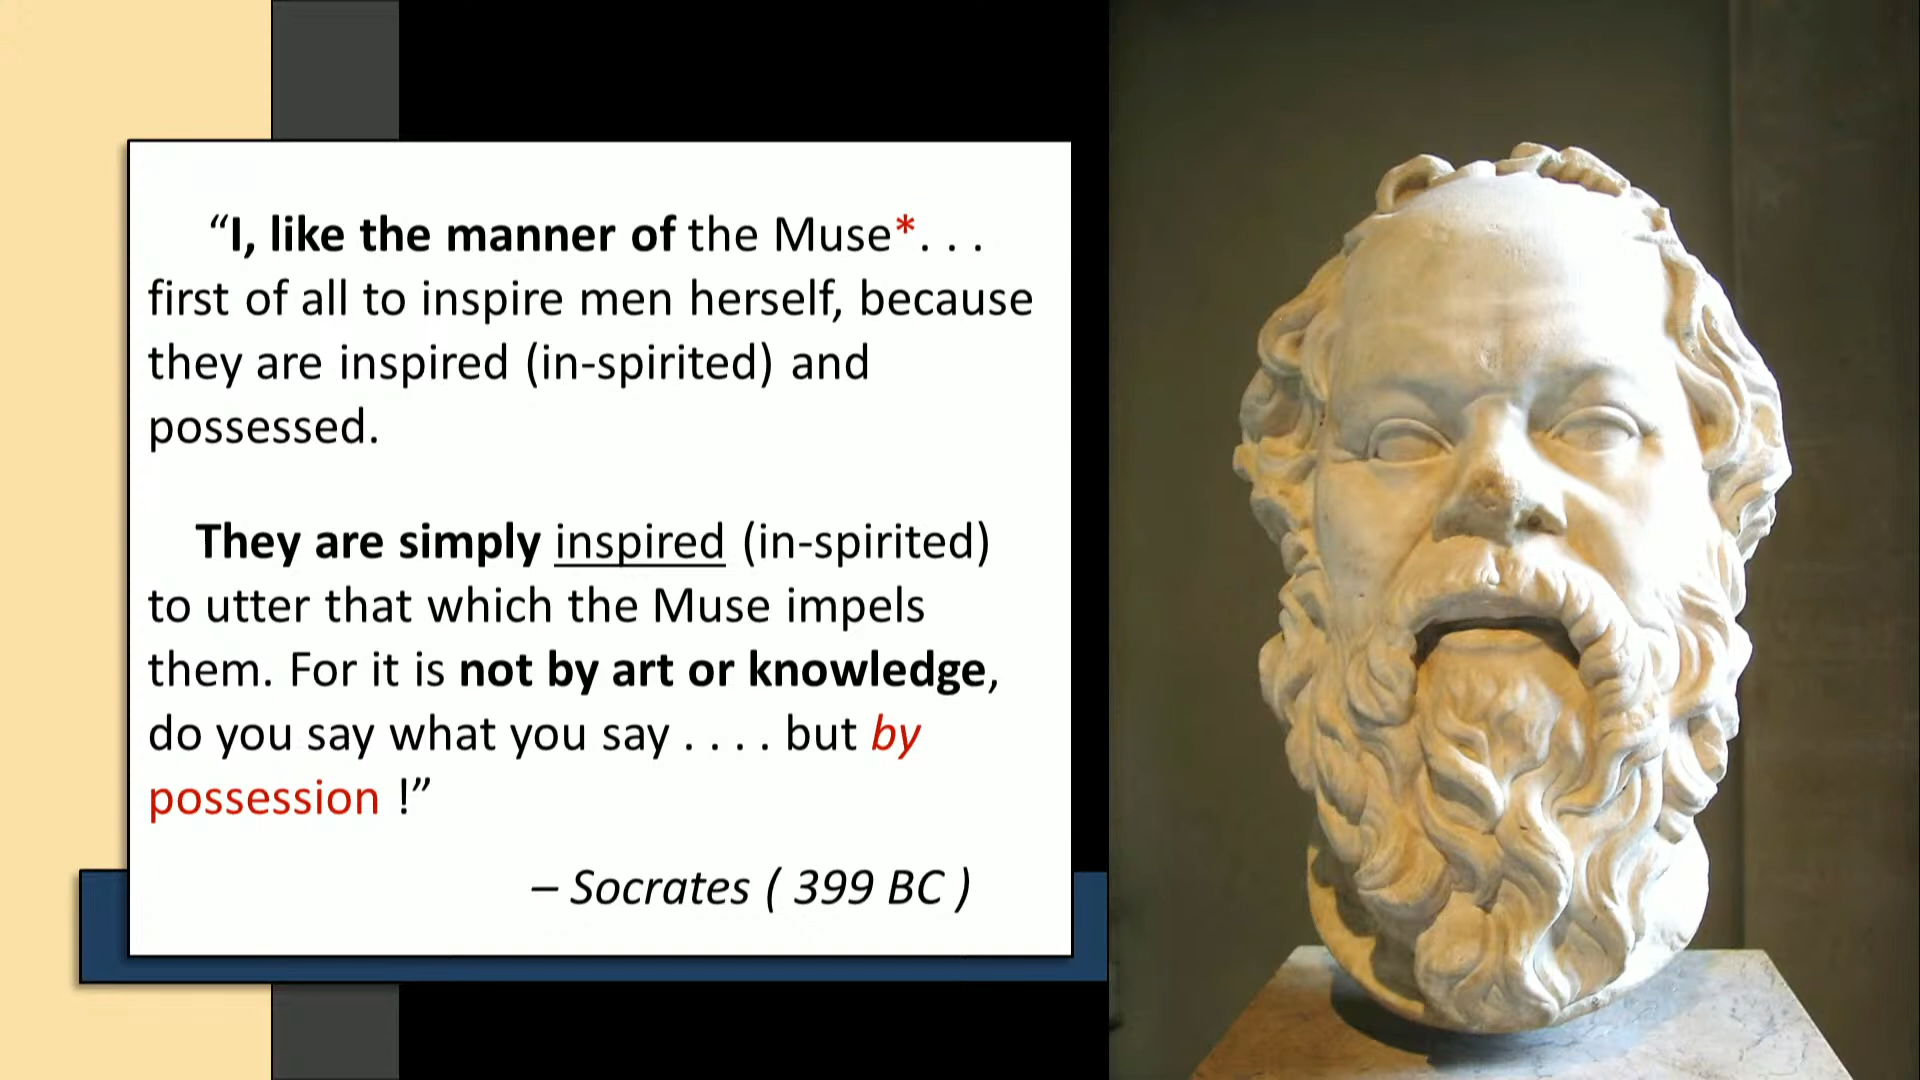 “I, like the manner of the Muse*. . .
first of all to inspire men herself, because
they are inspired (in-spirited) and
possessed.
They are simply inspired (in-spirited)
to utter that which the Muse impels
them. For it is not by art or knowledge,
do you say what you say . . . . but by
possession !”
– Socrates ( 399 BC )